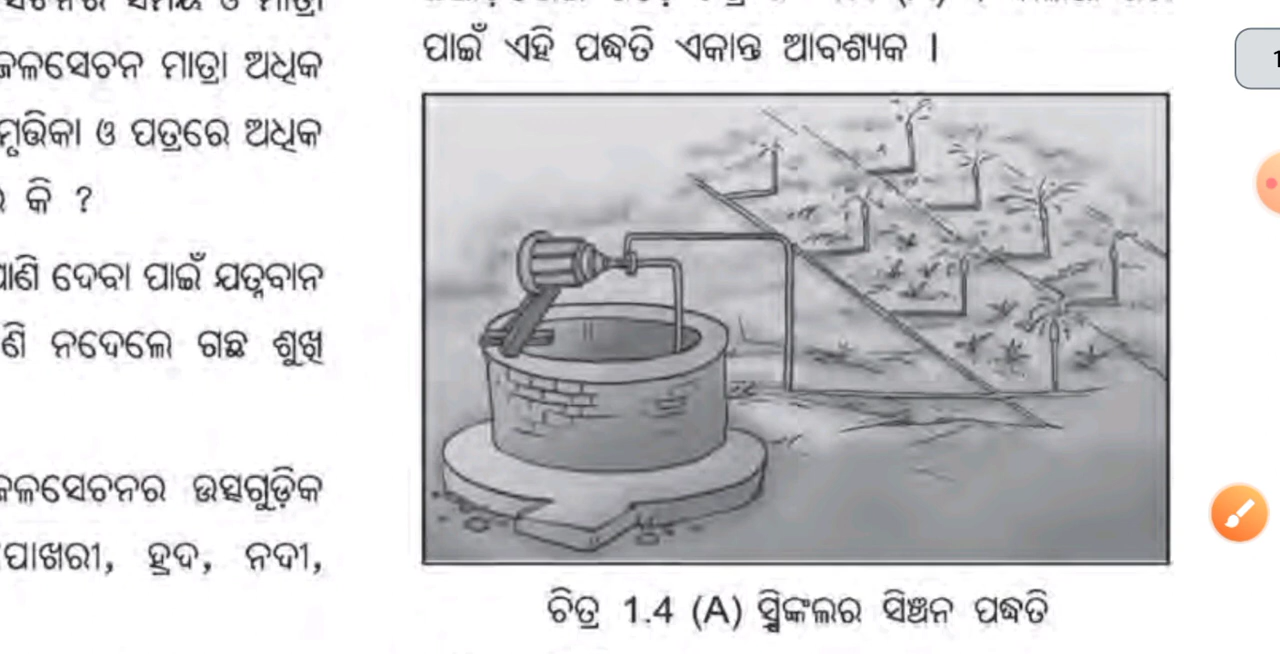 ଜଳସେଚନ ମାତ୍ରା ଅଧିକ
ମୃତ୍ତିକା ଓ ପତ୍ରରେ ଅଧିକ
କି ?
ପାଣି ଦେବା ପାଇଁ ଯତ୍ନବାନ
ନଦେଲେ ଗଛ ଶୁଖି
ଜଳସେଚନର ଉତ୍ସଗୁଡ଼ିକ
ପୋଖରୀ, ହ୍ରଦ, ନଦୀ,
ପାଇଁ ଏହି ପଦ୍ଧତି ଏକାନ୍ତ ଆବଶ୍ୟକ ।
ଚିତ୍ର 1.4 (A) ସ୍ପ୍ରିଙ୍କଲର ସିଞ୍ଚନ ପଦ୍ଧତି
1